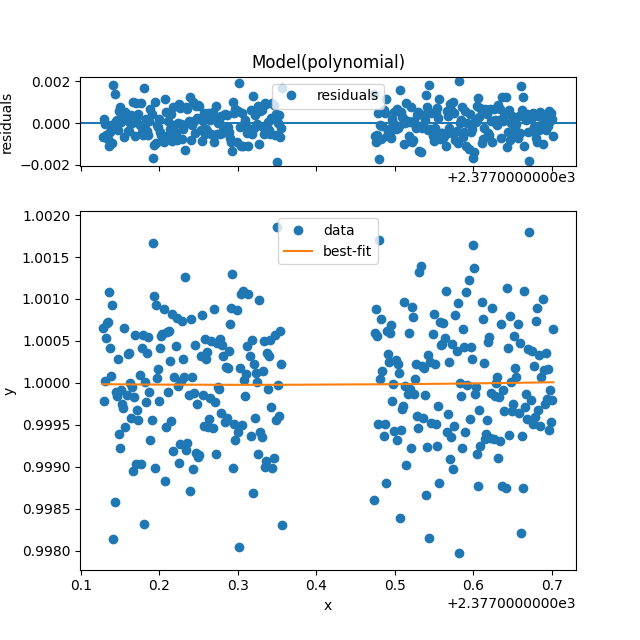 Model(polynomial)
0.002
0.000
−0.002
residuals
residuals
+2.3770000000e3
1.0020
1.0015
1.0010
1.0005
1.0000
0.9995
0.9990
0.9985
0.9980
y
data
best-fit
0.1 0.2 0.3 0.4 0.5 0.6 0.7
x
+2.3770000000e3